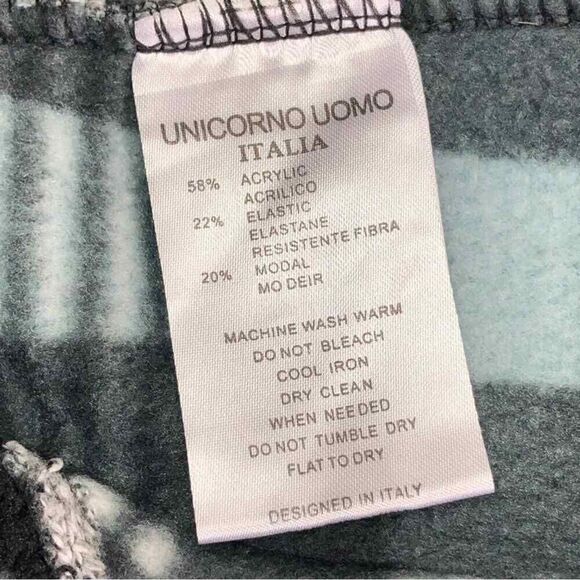 UNICORNO UOMO
ITALIA
58% ACRYLIC
ACRILICO
22% ELASTIC
ELASTANE
RESISTENTE FIBRA
20% MODAL
MO DEIR
MACHINE WASH WARM
DO NOT BLEACH
COOL IRON
DRY CLEAN
WHEN NEEDED
DO NOT TUMBLE DRY
FLAT TO DRY
DESIGNED IN ITALY